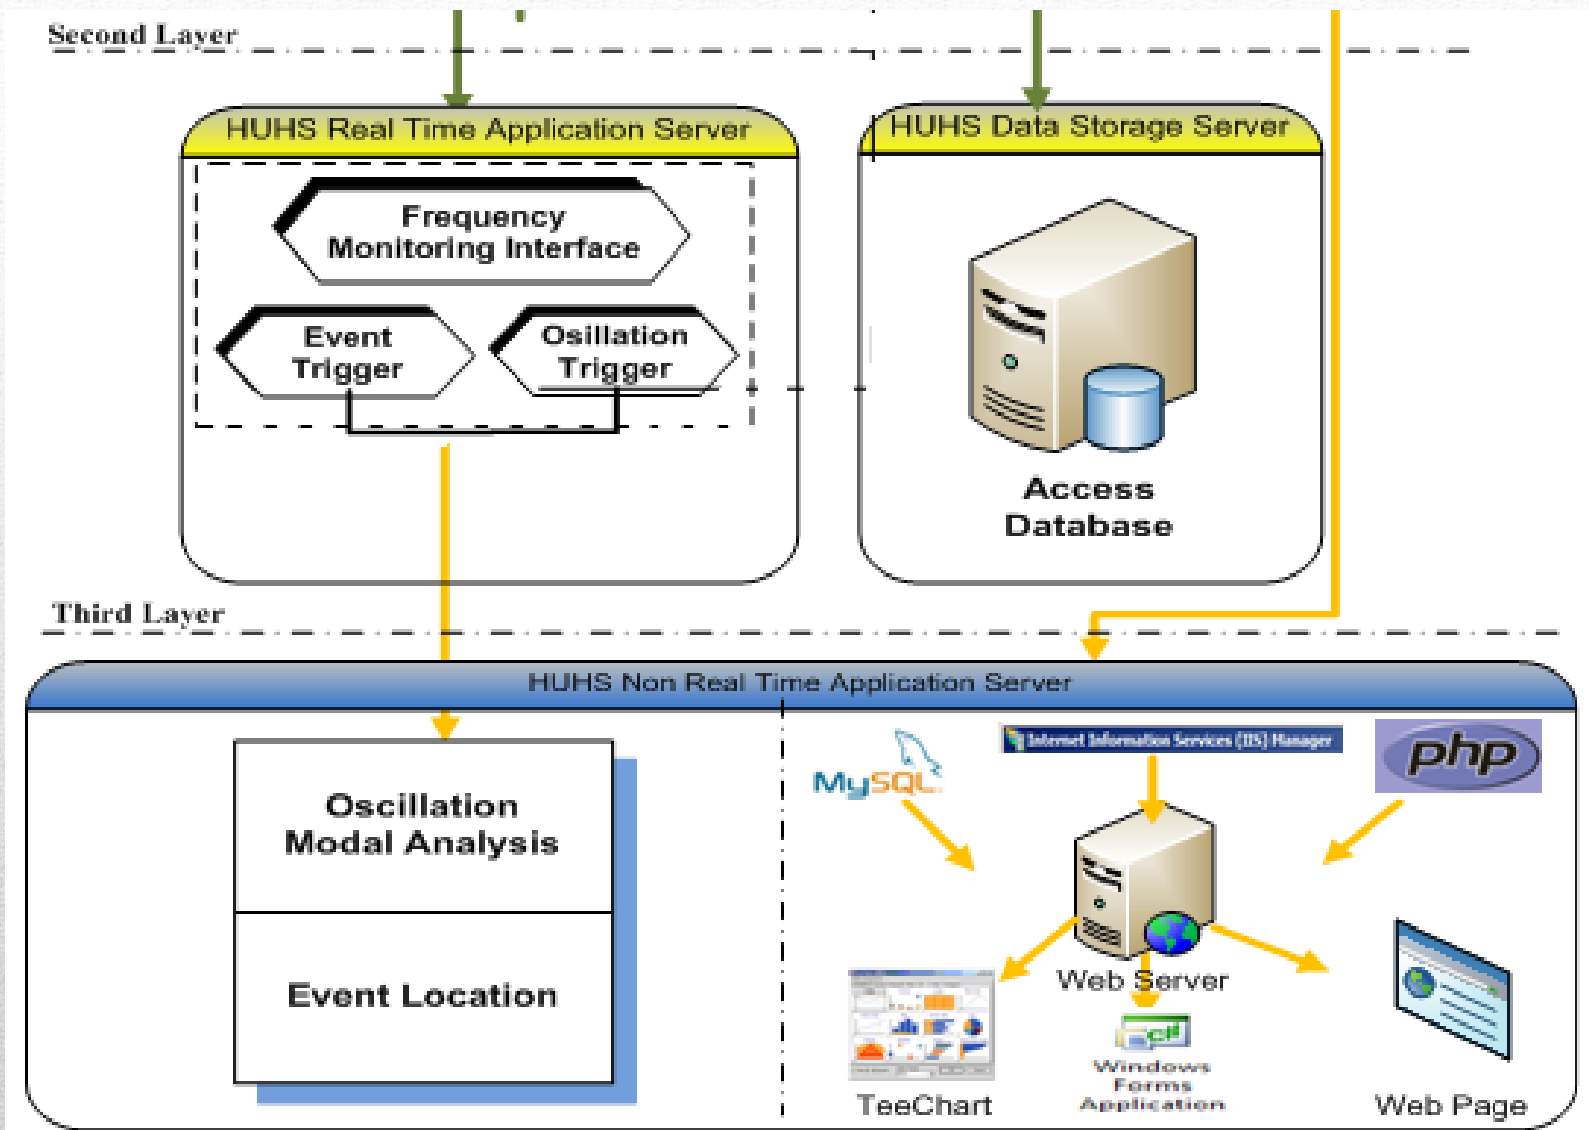 Second Layer
HUHS Real Time Application Server
HUHS Data Storage Server
Frequency
Monitoring Interface
Event
Trigger
Osillation
Trigger
Access
Database
Third Layer
HUHS Non Real Time Application Server
Oscillation
Modal Analysis
Event Location
MySQL
Internet Information Services (IIS) Manager
php
Web Server
C#
TeeChart
Windows
Forms
Application
Web Page